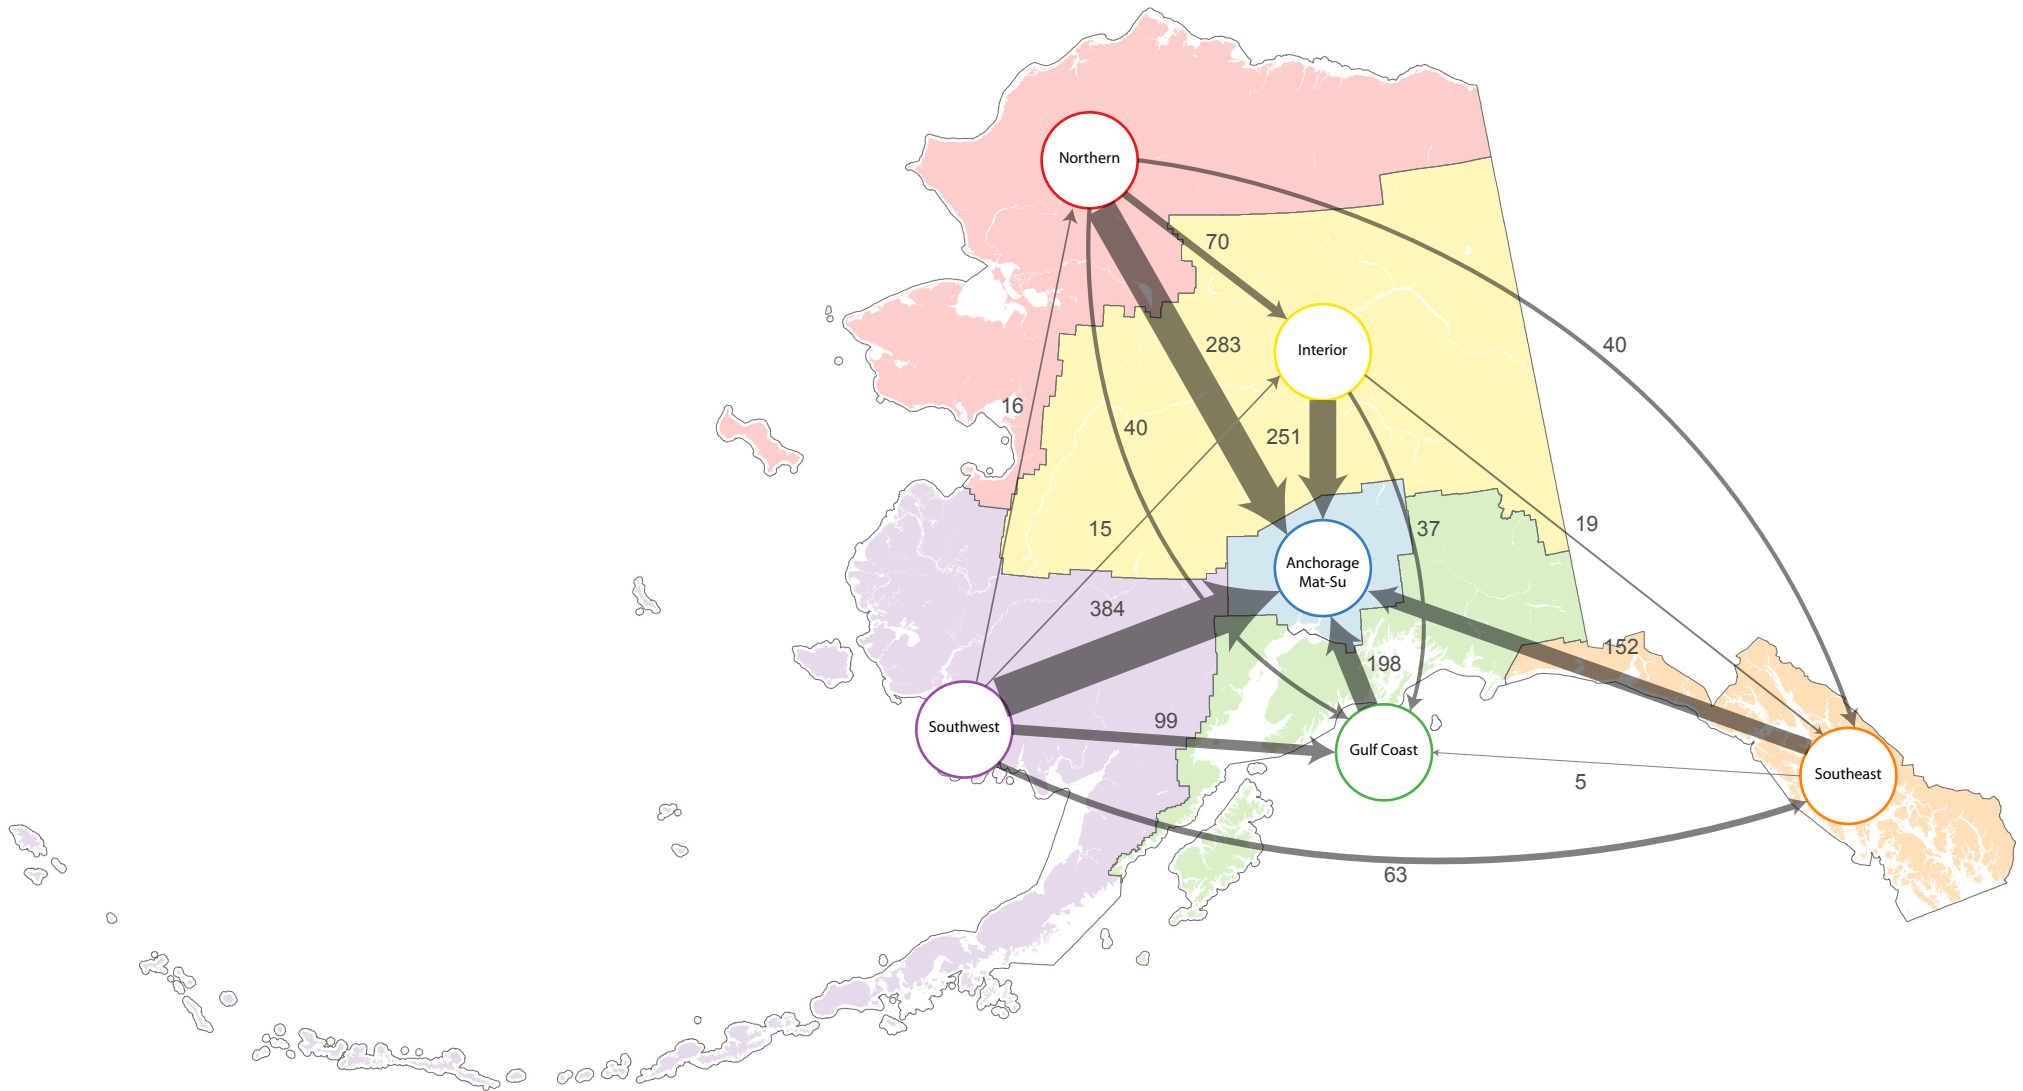 Northern
70
Interior
283
40
16
40
251
15
37
19
Anchorage
Mat-Su
384
152
198
99
Southwest
Gulf Coast
5
Southeast
63